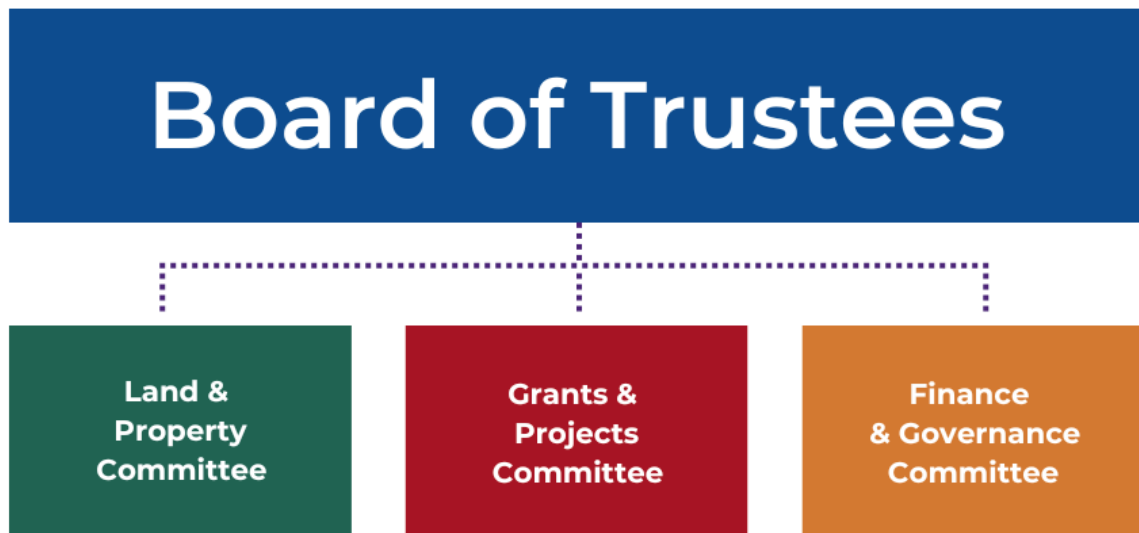 Board of Trustees
Land &
Property
Committee
Grants &
Projects
Committee
Finance
& Governance
Committee